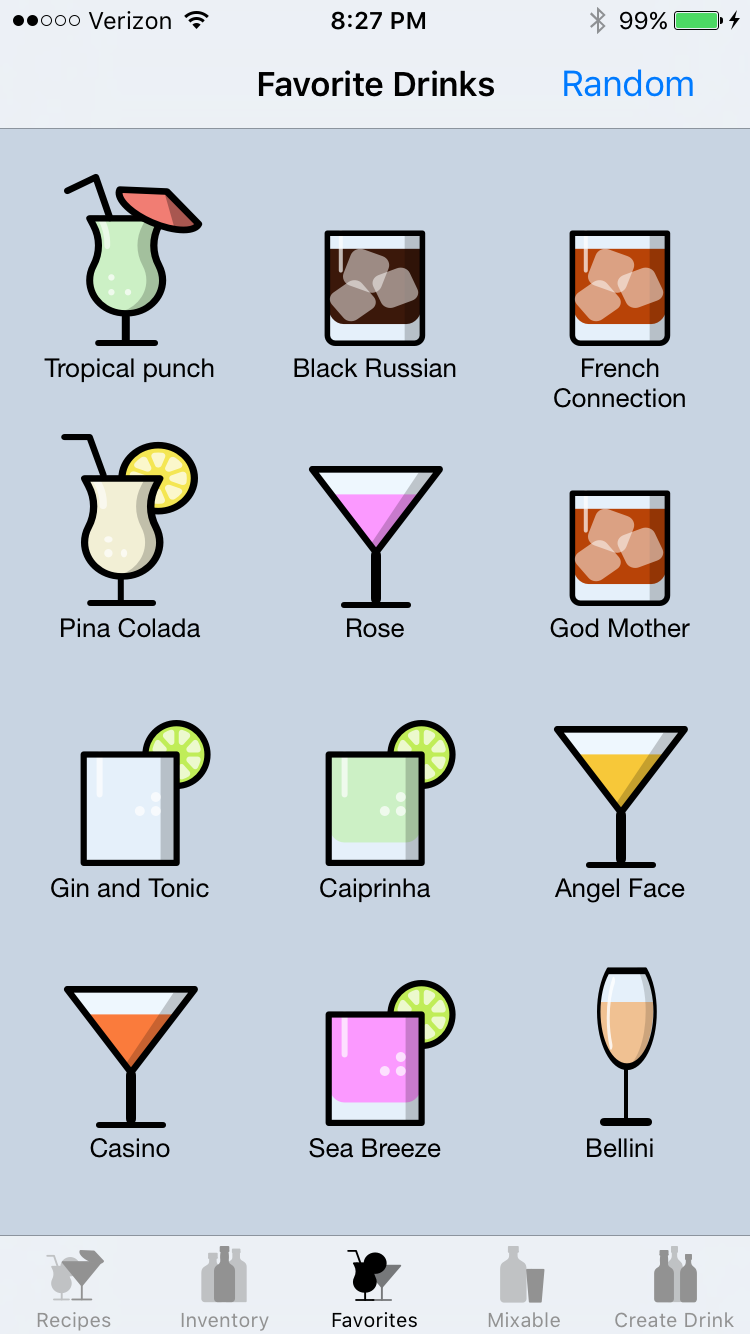 Verizon 8:27 PM 99%
Favorite Drinks Random
Tropical punch Black Russian French
Connection
Pina Colada Rose God Mother
Gin and Tonic Caiprinha Angel Face
Casino Sea Breeze Bellini
Recipes Inventory Favorites Mixable Create Drink